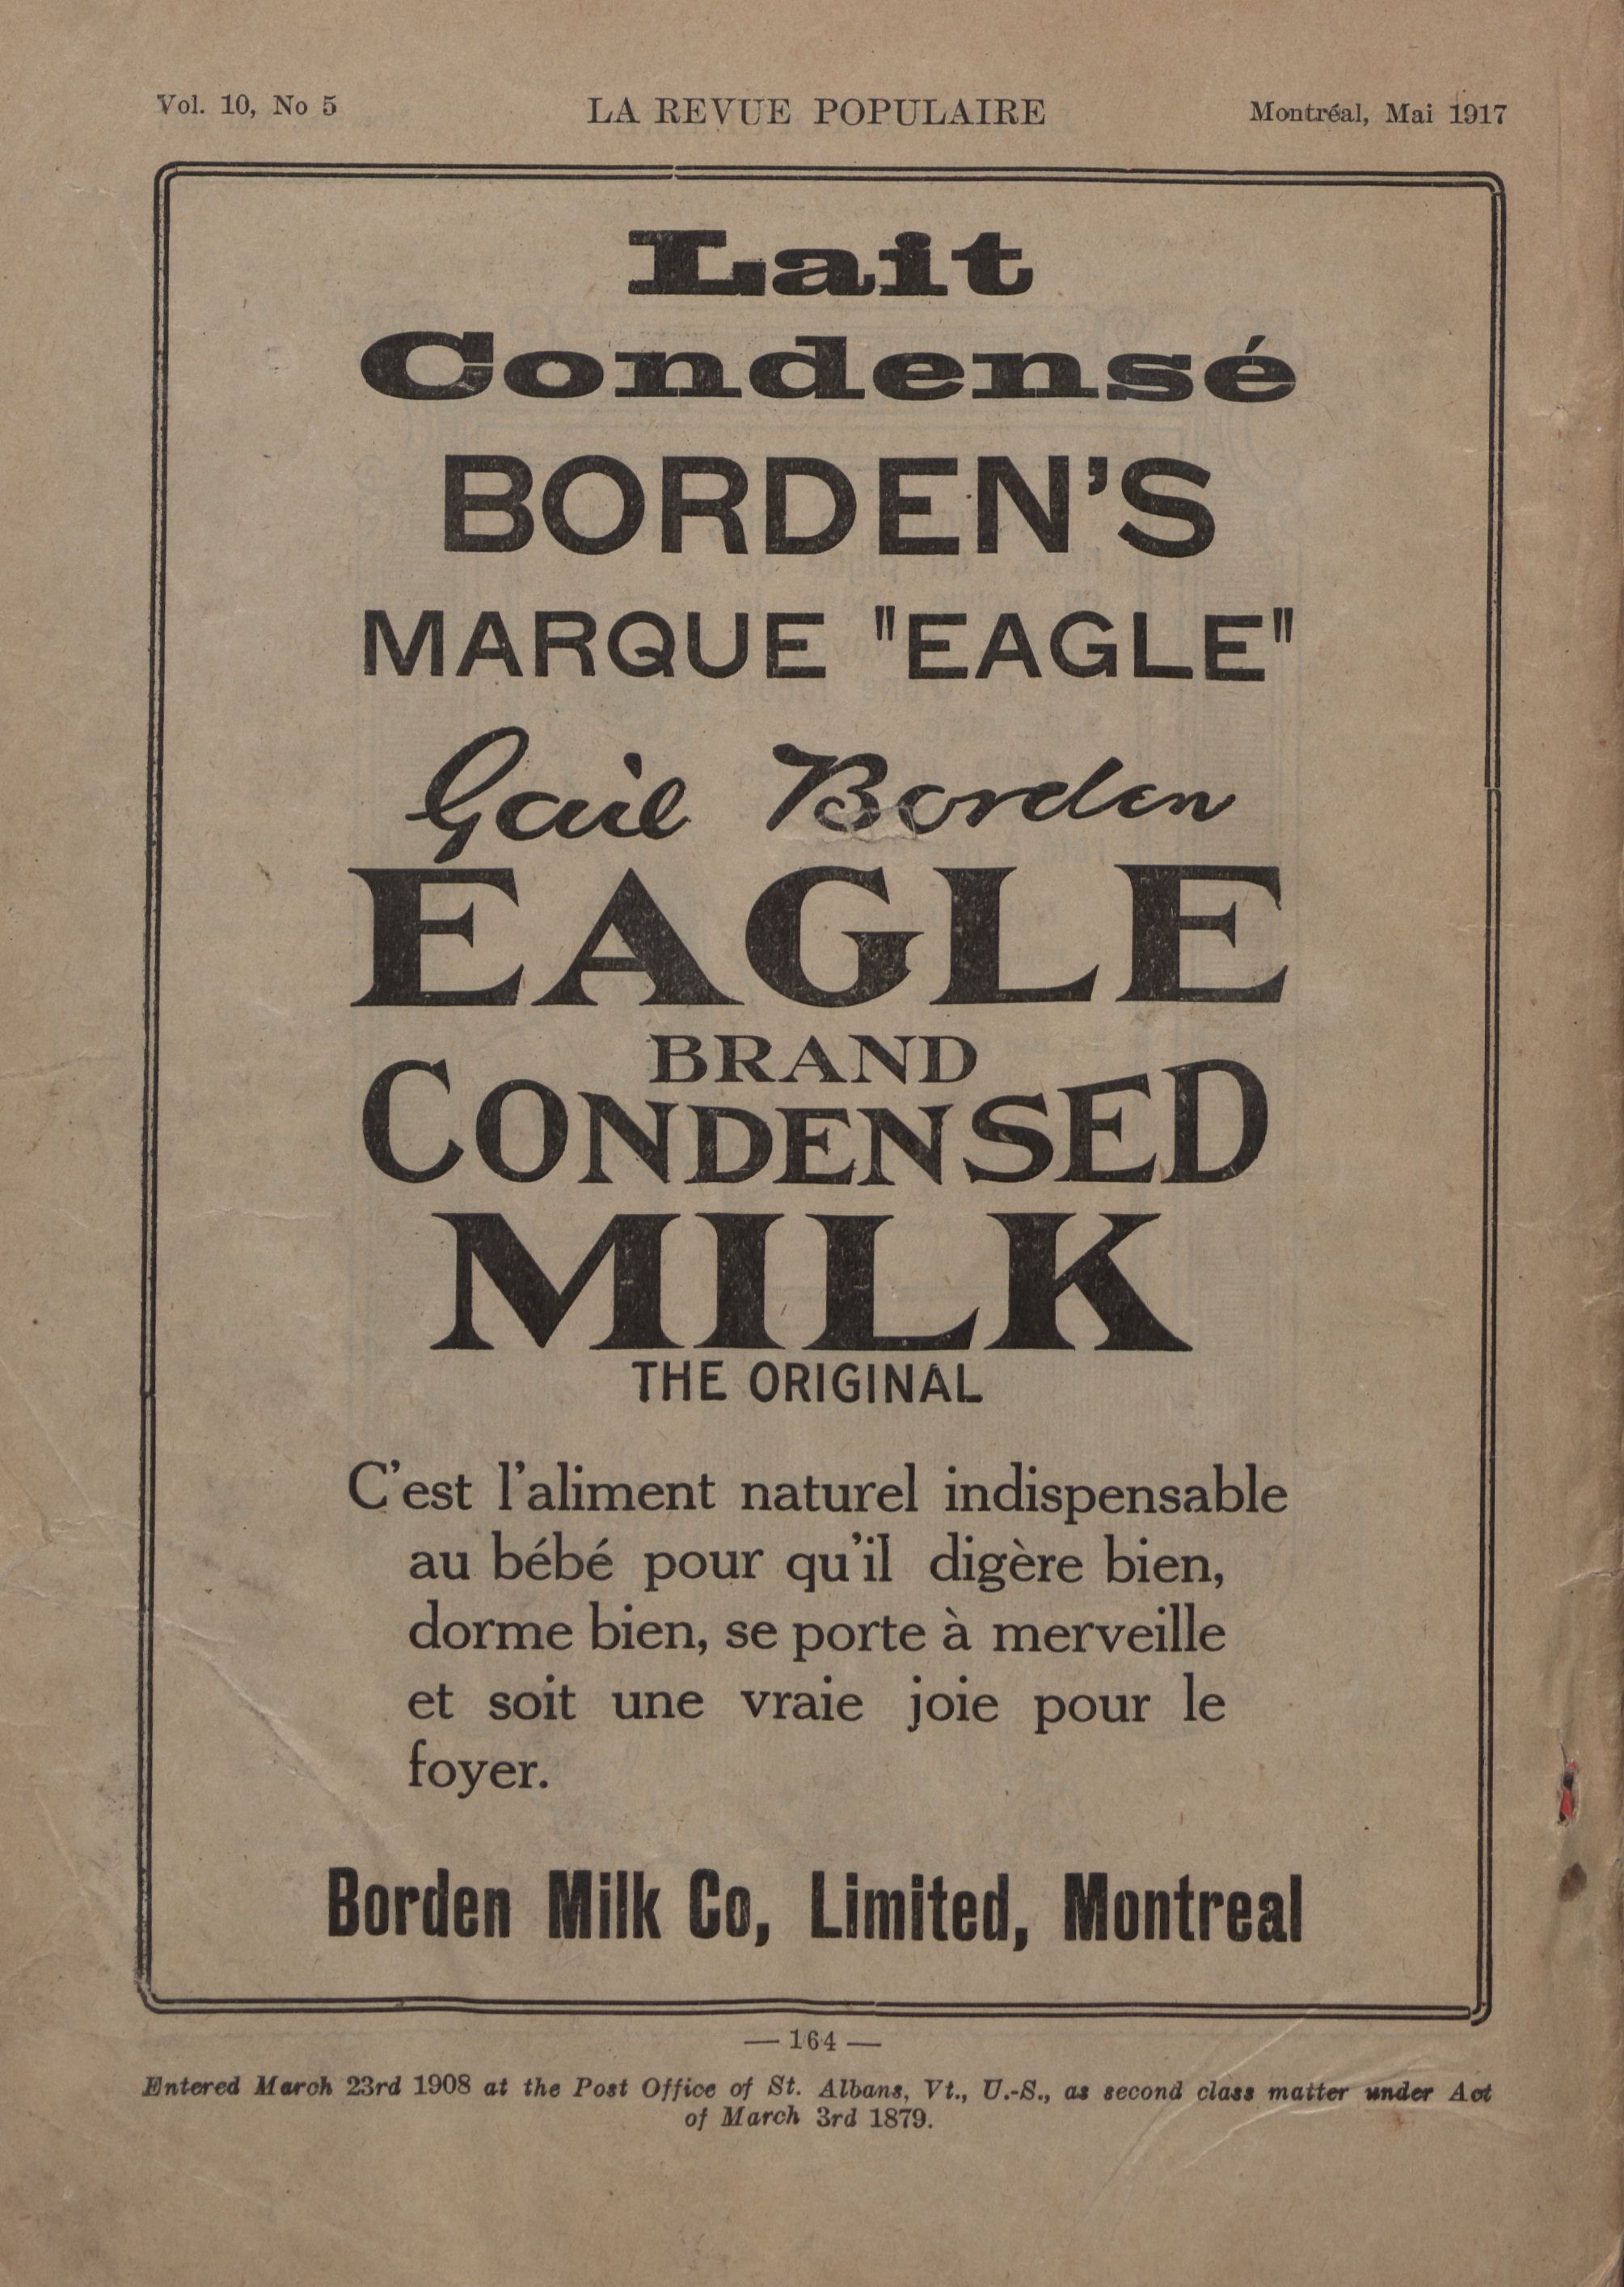 Vol. 10, No 5 LA REVUE POPULAIRE Montréal, Mai 1917
Lait
Condensé
BORDEN'S
MARQUE "EAGLE"
Gail Borden
EAGLE
BRAND
CONDENSED
MILK
THE ORIGINAL
C'est l'aliment naturel indispensable
au bébé pour qu'il digère bien,
dorme bien, se porte à merveille
et soit une vraie joie pour le
foyer.
Borden Milk Co, Limited, Montreal
— 164 —
Entered March 23rd 1908 at the Post Office of St. Albans, Vt., U.-S., as second class matter under Act
of March 3rd 1879.